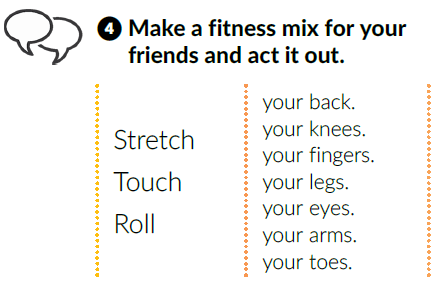 4 Make a fitness mix for your
friends and act it out.
Stretch
Touch
Roll
your back.
your knees.
your fingers.
your legs.
your eyes.
your arms.
your toes.